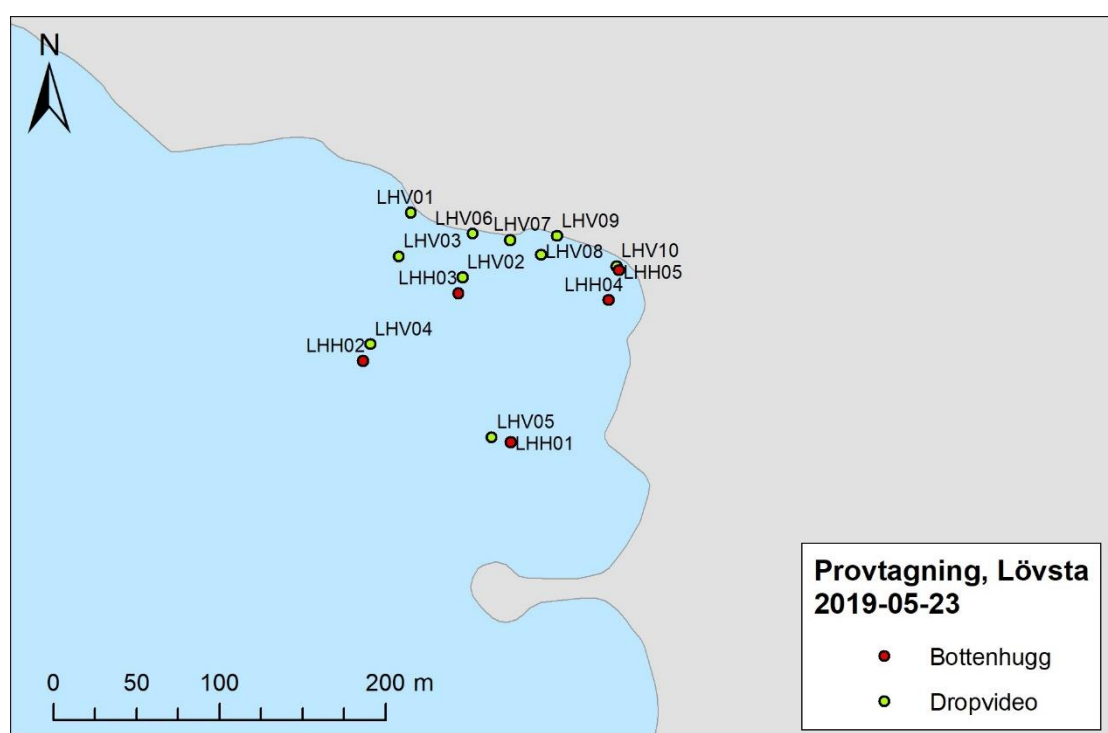 N
LHV01
LHV06
LHV07
LHV09
LHV03
LHV08
LHV10
LHH03
LHV02
LHH05
LHH04
LHV04
LHH02
LHV05
LHH01
Provtagning, Lövsta
2019-05-23
Bottenhugg
Dropvideo
0 50 100 200 m